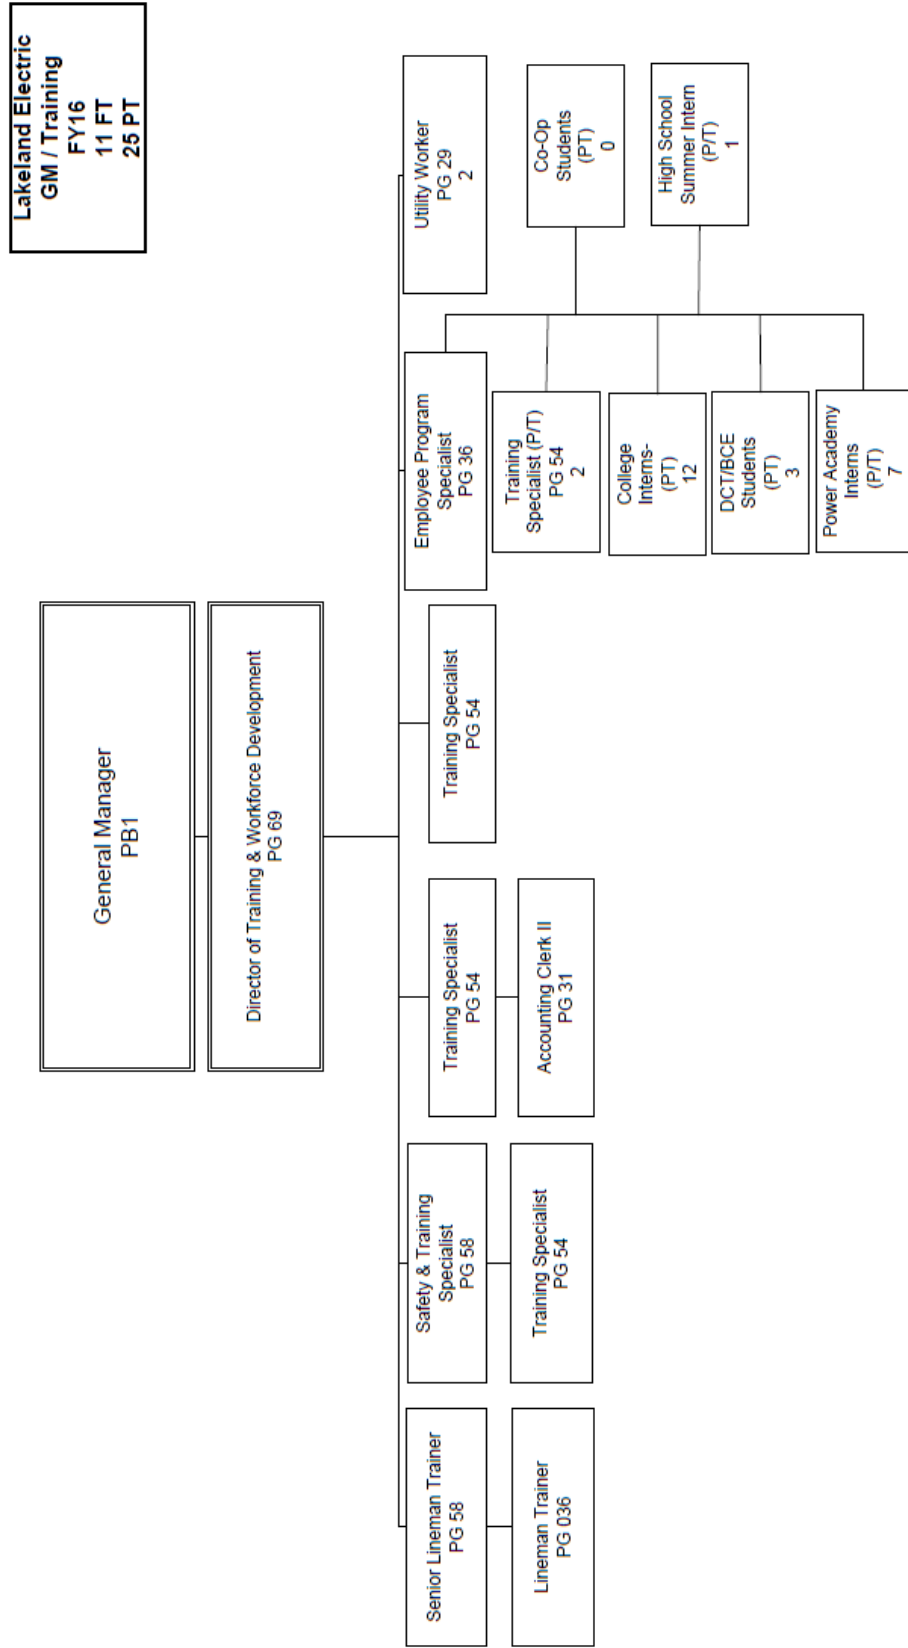 Lakeland Electric
GM / Training
FY16
11 FT
25 PT
General Manager
PB1
Director of Training & Workforce Development
PG 69
Senior Lineman Trainer
PG 58
Lineman Trainer
PG 036
Safety & Training
Specialist
PG 58
Training Specialist
PG 54
Training Specialist
PG 54
Accounting Clerk II
PG 31
Training Specialist
PG 54
Employee Program
Specialist
PG 36
Training
Specialist (P/T)
PG 54
2
College
Interns-
(PT)
12
DCT/BCE
Students
(PT)
3
Power Academy
Interns
(P/T)
7
Utility Worker
PG 29
2
Co-Op
Students
(PT)
0
High School
Summer Intern
(P/T)
1